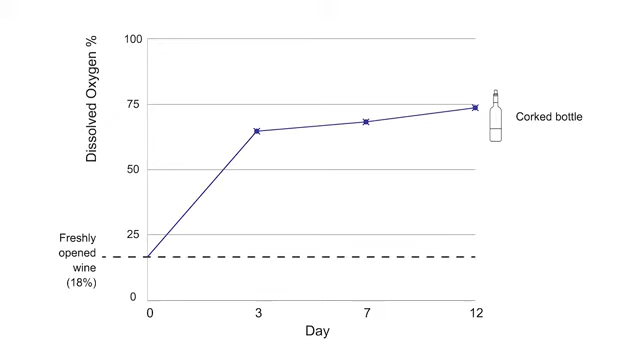 Dissolved Oxygen %
100
75
50
25
0
Freshly
opened
wine
(18%)
Corked bottle
0
3
7
12
Day